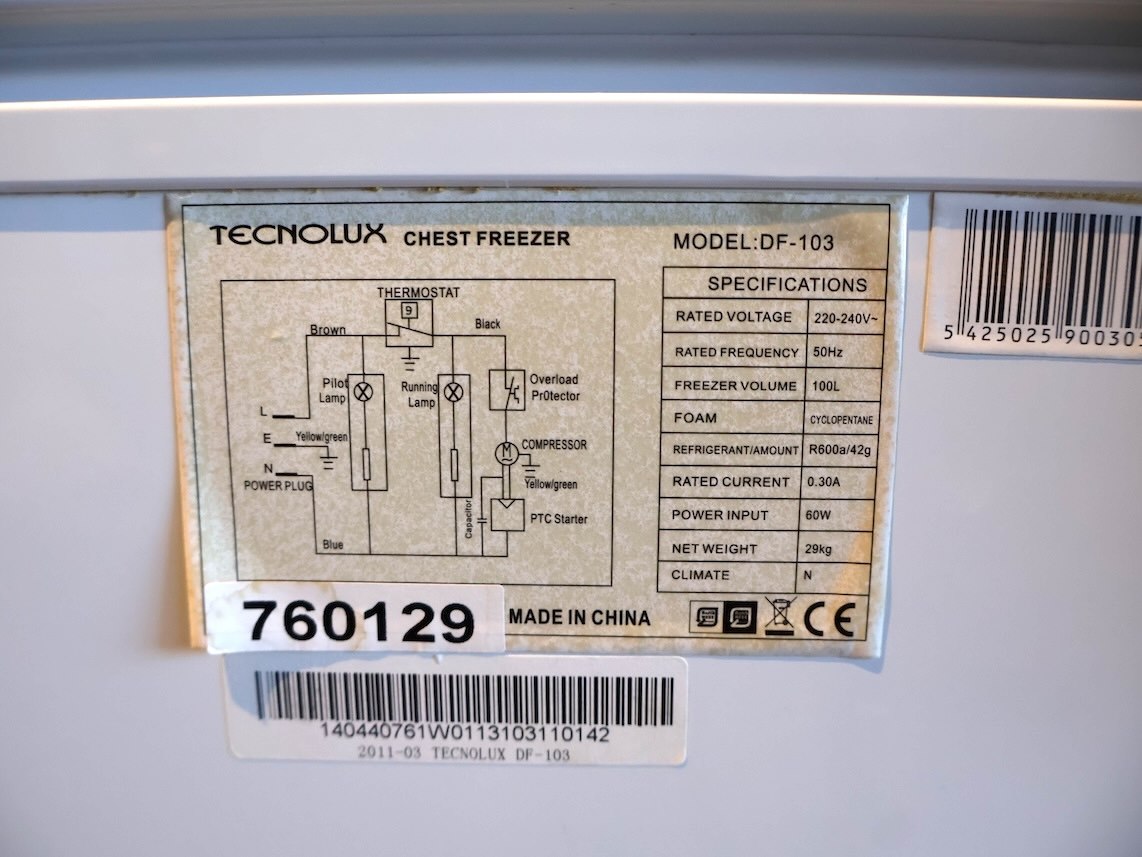 TECNOLUX CHEST FREEZER
MODEL:DF-103
THERMOSTAT
9
Brown
Black
Pilot
Lamp
Running
Lamp
Overload
Pr0tector
L
E
Yellow/green
N
POWER PLUG
M
COMPRESSOR
Yellow/green
Capacitor
PTC Starter
Blue
SPECIFICATIONS
RATED VOLTAGE 220-240V~
RATED FREQUENCY 50Hz
FREEZER VOLUME 100L
FOAM CYCLOPENTANE
REFRIGERANT/AMOUNT R600a/42g
RATED CURRENT 0.30A
POWER INPUT 60W
NET WEIGHT 29kg
CLIMATE N
760129
MADE IN CHINA
CE
140440761W0113103110142
2011-03 TECNOLUX DF-103
5 425025 90030